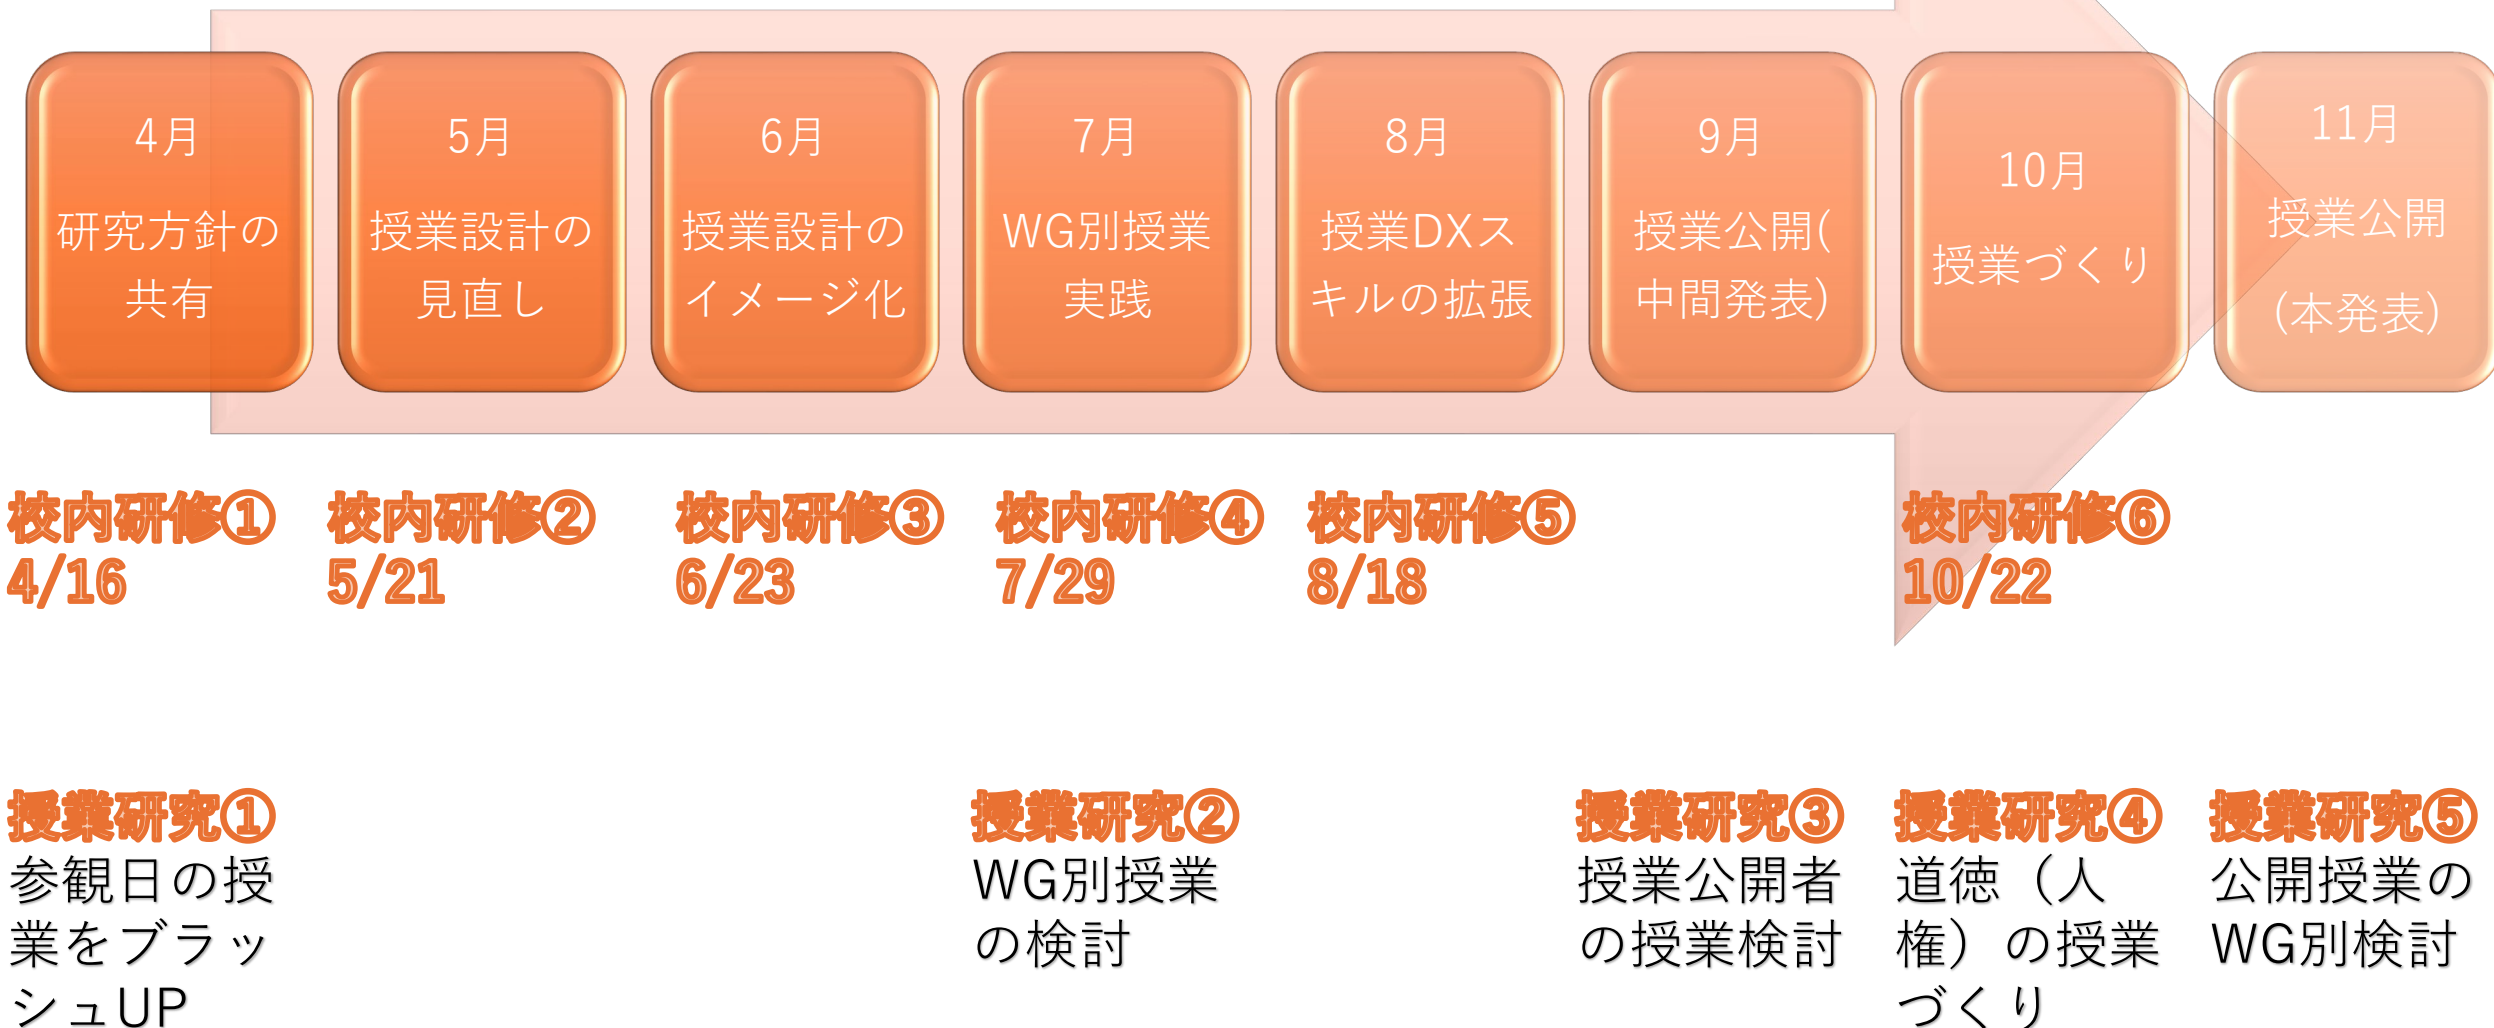 4月
研究方針の
共有
5月
授業設計の
見直し
6月
授業設計の
イメージ化
7月
WG別授業
実践
8月
授業DXス
キルの拡張
9月
授業公開(
中間発表)
10月
授業づくり
11月
授業公開
(本発表)
校内研修①
4/16
校内研修②
5/21
校内研修③
6/23
校内研修④
7/29
校内研修⑤
8/18
校内研修⑥
10/22
授業研究①
参観日の授
業をブラッ
シュUP
授業研究②
WG別授業
の検討
授業研究③
授業公開者
の授業検討
授業研究④
道徳（人
権）の授業
づくり
授業研究⑤
公開授業の
WG別検討